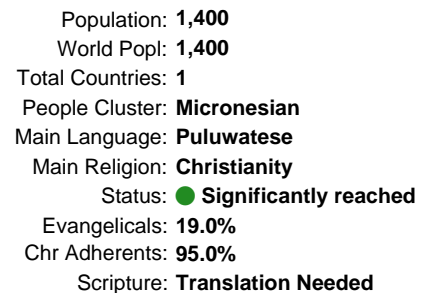 Population: 1,400
World Popl: 1,400
Total Countries: 1
People Cluster: Micronesian
Main Language: Puluwatese
Main Religion: Christianity
Status: Significantly reached
Evangelicals: 19.0%
Chr Adherents: 95.0%
Scripture: Translation Needed